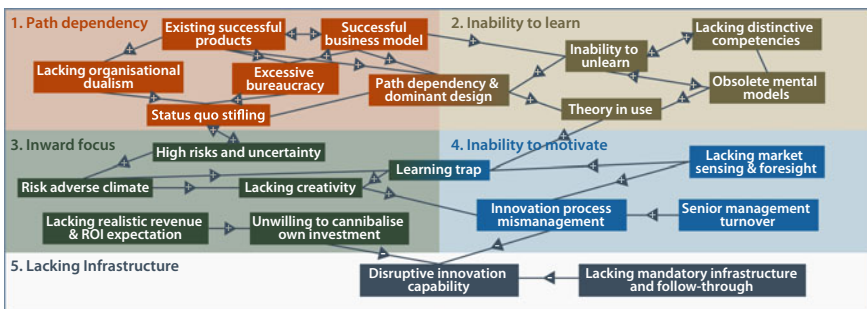 1. Path dependency
Existing successful
products
Successful
business model
Lacking organisational
dualism
Excessive
bureaucracy
Path dependency &
dominant design
Status quo stifling
2. Inability to learn
Inability to
unlearn
Lacking distinctive
competencies
Obsolete mental
models
Theory in use
3. Inward focus
High risks and uncertainty
Risk adverse climate
Lacking creativity
Learning trap
Lacking realistic revenue
& ROI expectation
Unwilling to cannibalise
own investment
4. Inability to motivate
Lacking market
sensing & foresight
Innovation process
mismanagement
Senior management
turnover
5. Lacking Infrastructure
Disruptive innovation
capability
Lacking mandatory infrastructure
and follow-through